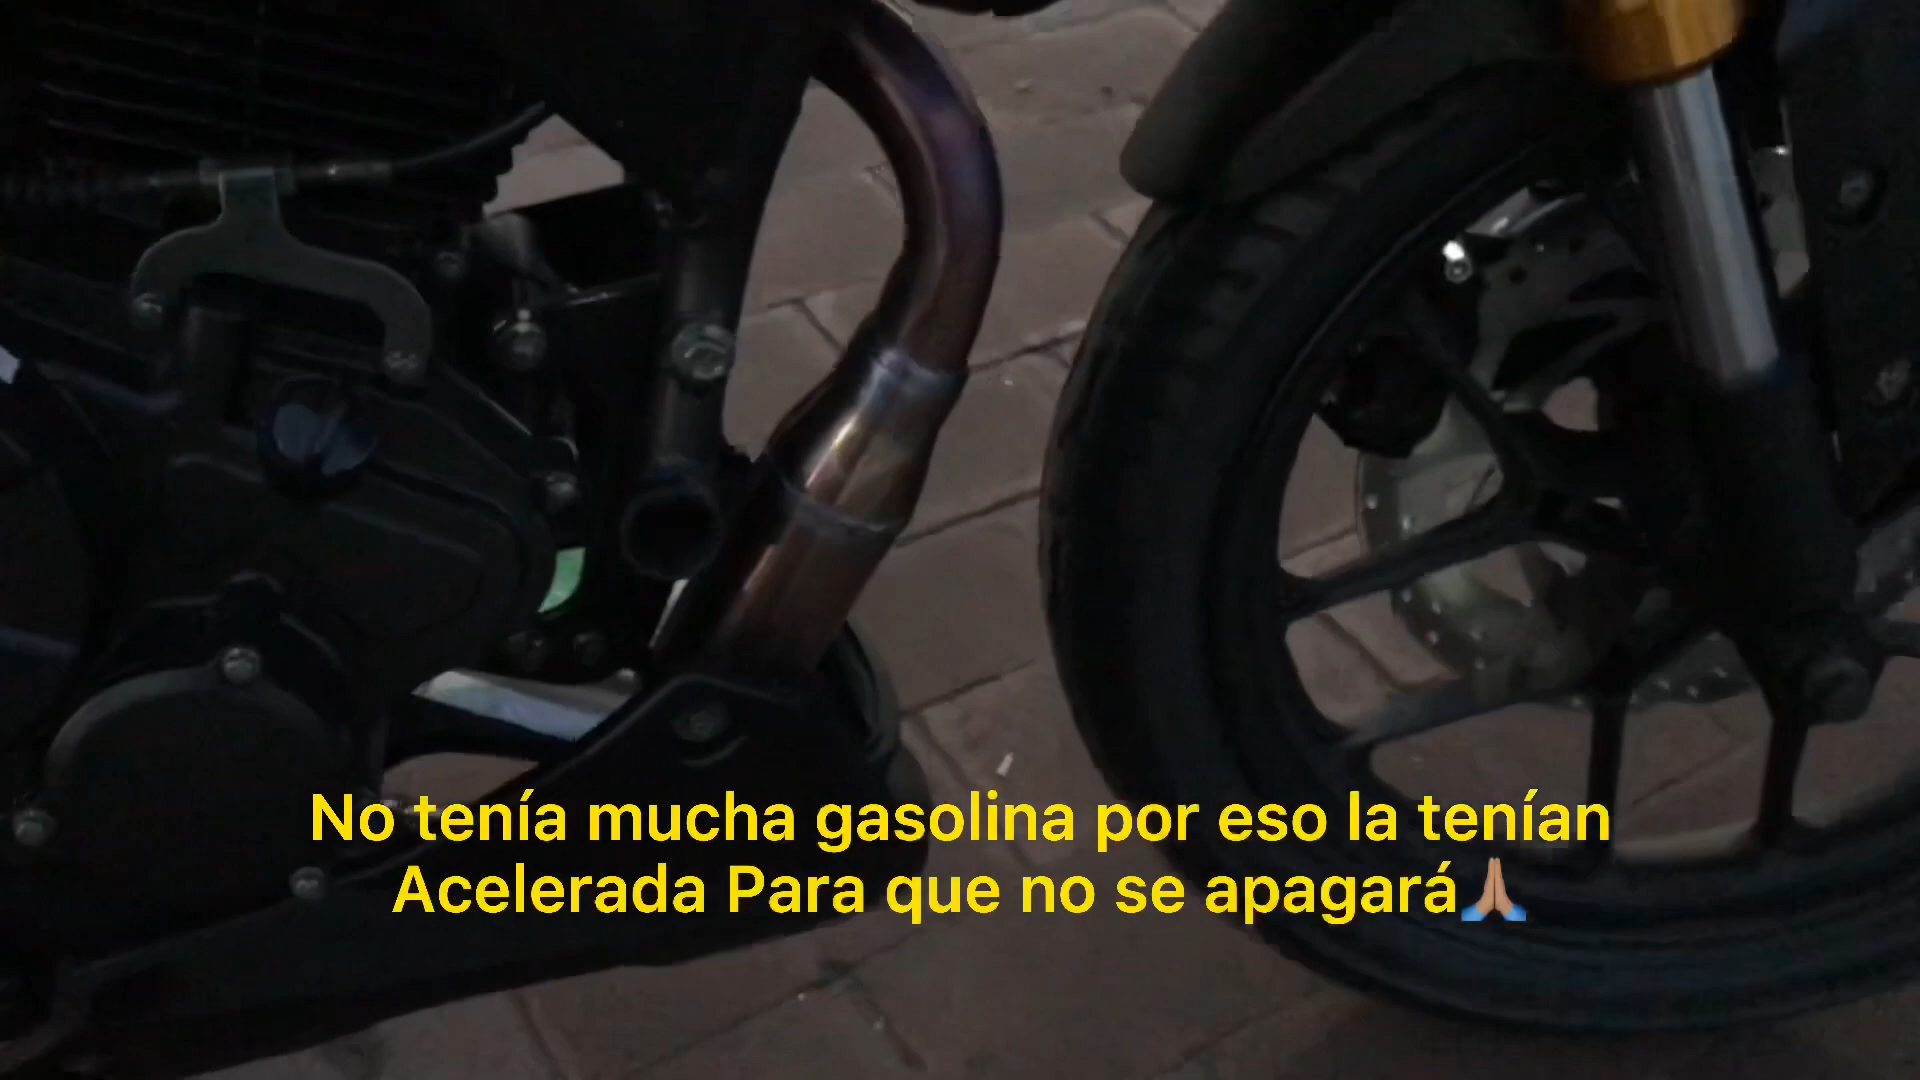 No tenía mucha gasolina por eso la tenían
Acelerada Para que no se apagará🙏🏽